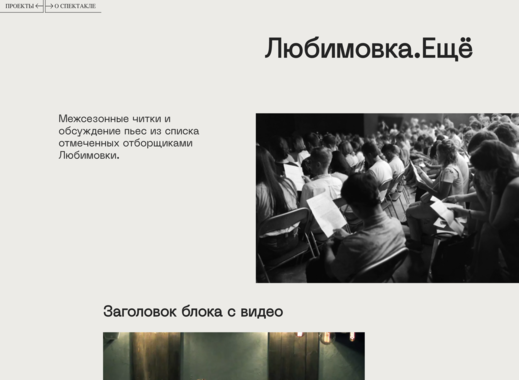 ПРОЕКТЫ ← → О СПЕКТАКЛЕ
Любимовка.Ещё
Межсезонные читки и
обсуждение пьес из списка
отмеченных отборщиками
Любимовки.
Заголовок блока с видео